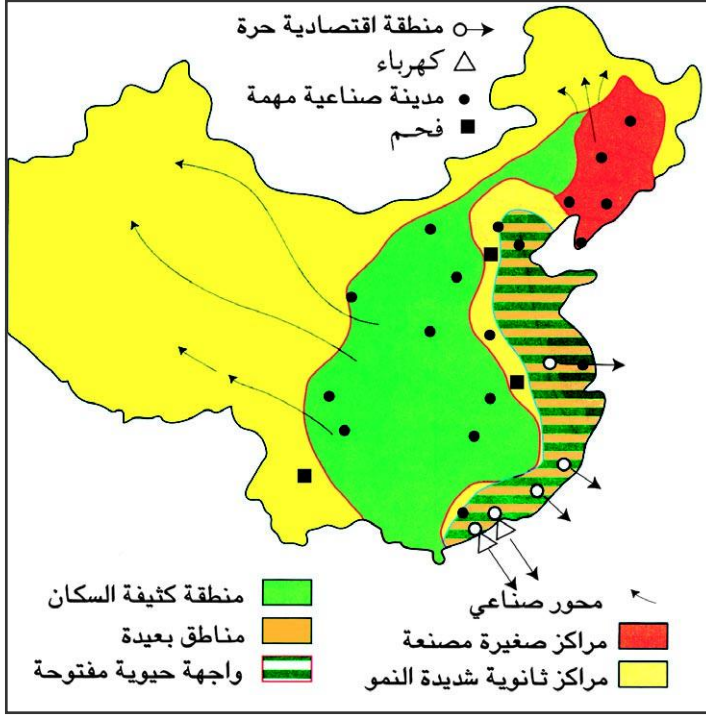 منطقة اقتصادية حرة
كهرباء
مدينة صناعية مهمة
فحم
محور صناعي
مراكز صغيرة مصنعة
مراكز ثانوية شديدة النمو
منطقة كثيفة السكان
مناطق بعيدة
واجهة حيوية مفتوحة